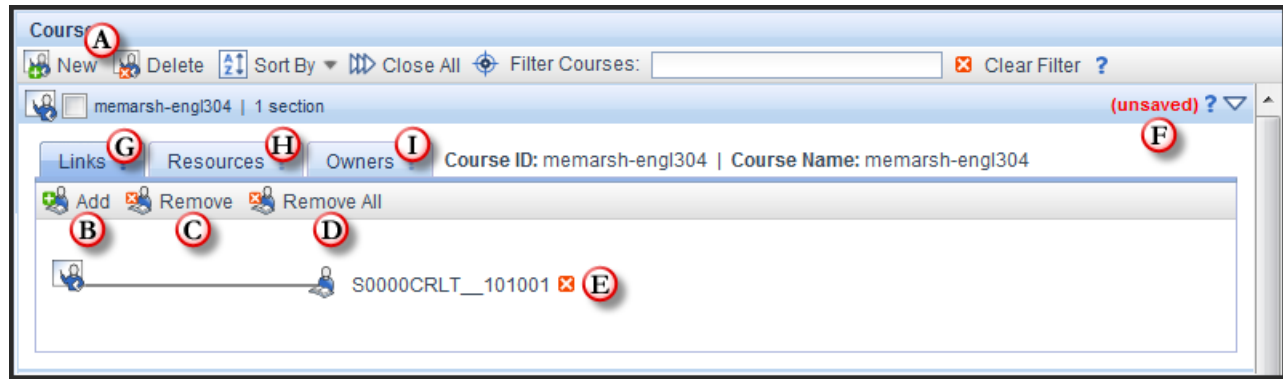 Course
A
New Delete Sort By Close All Filter Courses: Clear Filter ?
memarsh-engl304 | 1 section (unsaved) ?
F
Links G Resources H Owners I Course ID: memarsh-engl304 | Course Name: memarsh-engl304
Add Remove Remove All
B C D
S0000CRLT__101001 E